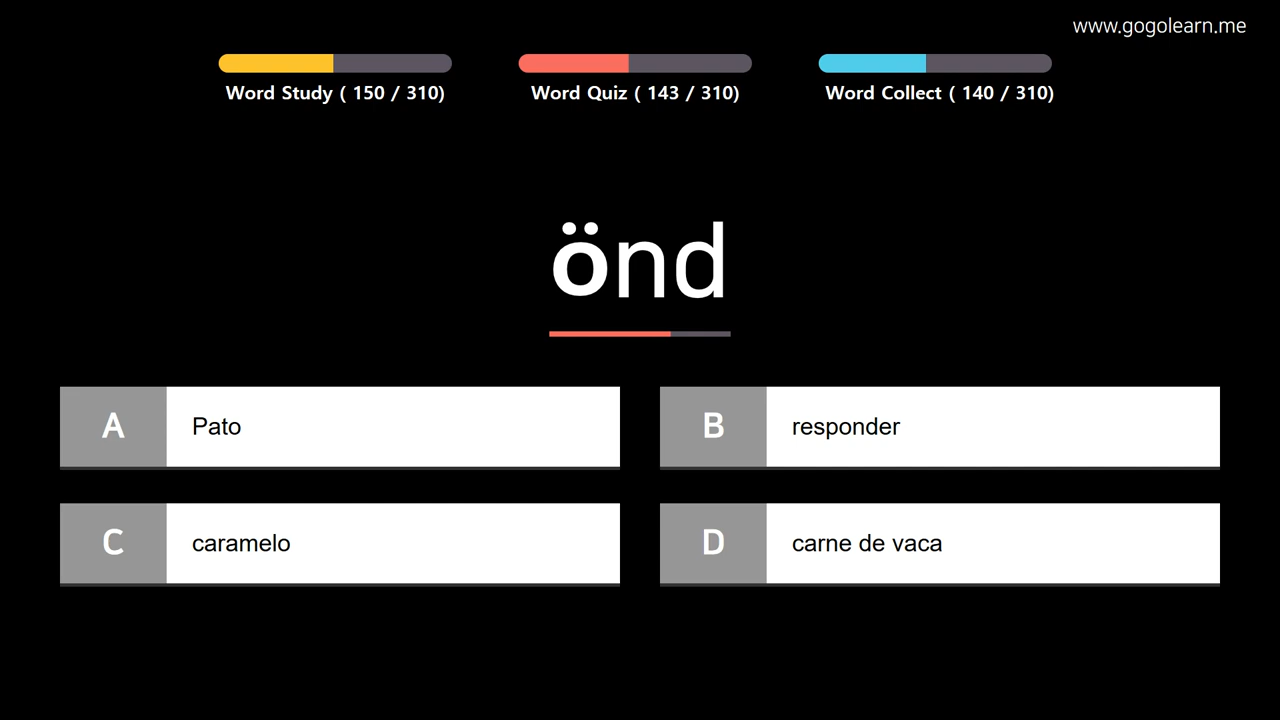 www.gogolearn.me
Word Study ( 150 / 310)
Word Quiz ( 143 / 310)
Word Collect ( 140 / 310)
önd
A Pato
B responder
C caramelo
D carne de vaca